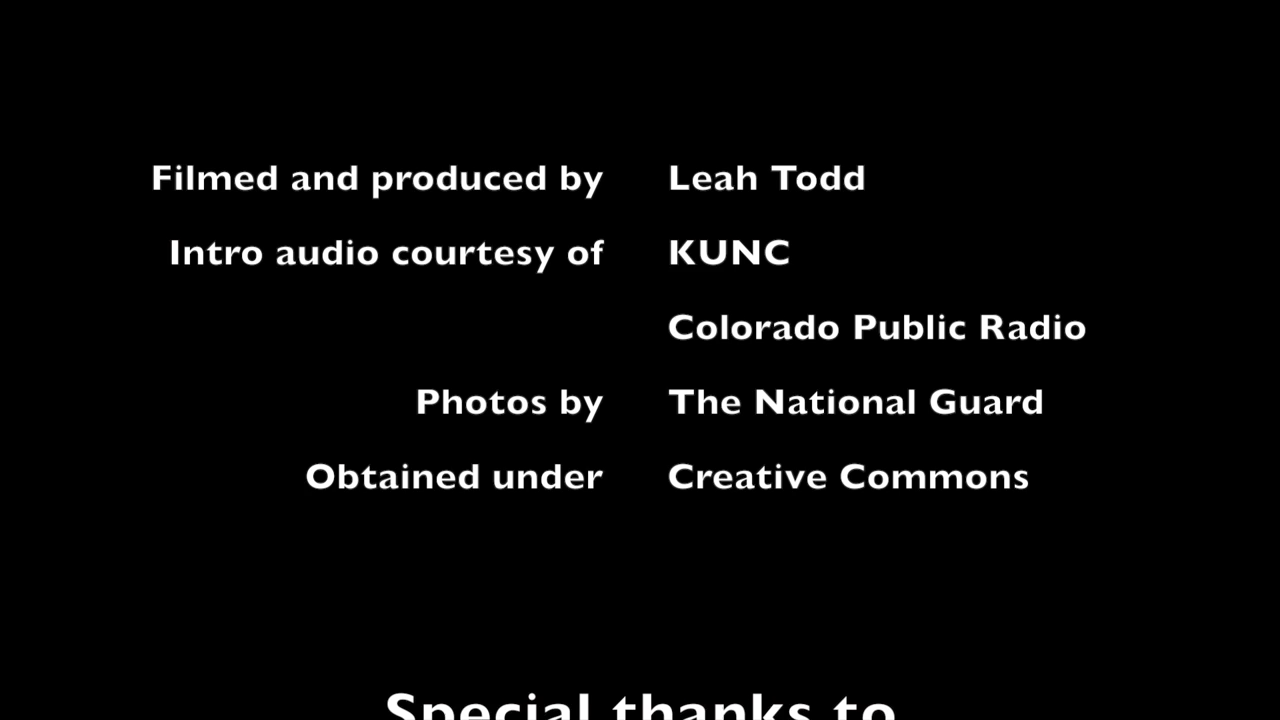 Filmed and produced by Leah Todd
Intro audio courtesy of KUNC
Colorado Public Radio
Photos by The National Guard
Obtained under Creative Commons
Special thanks to